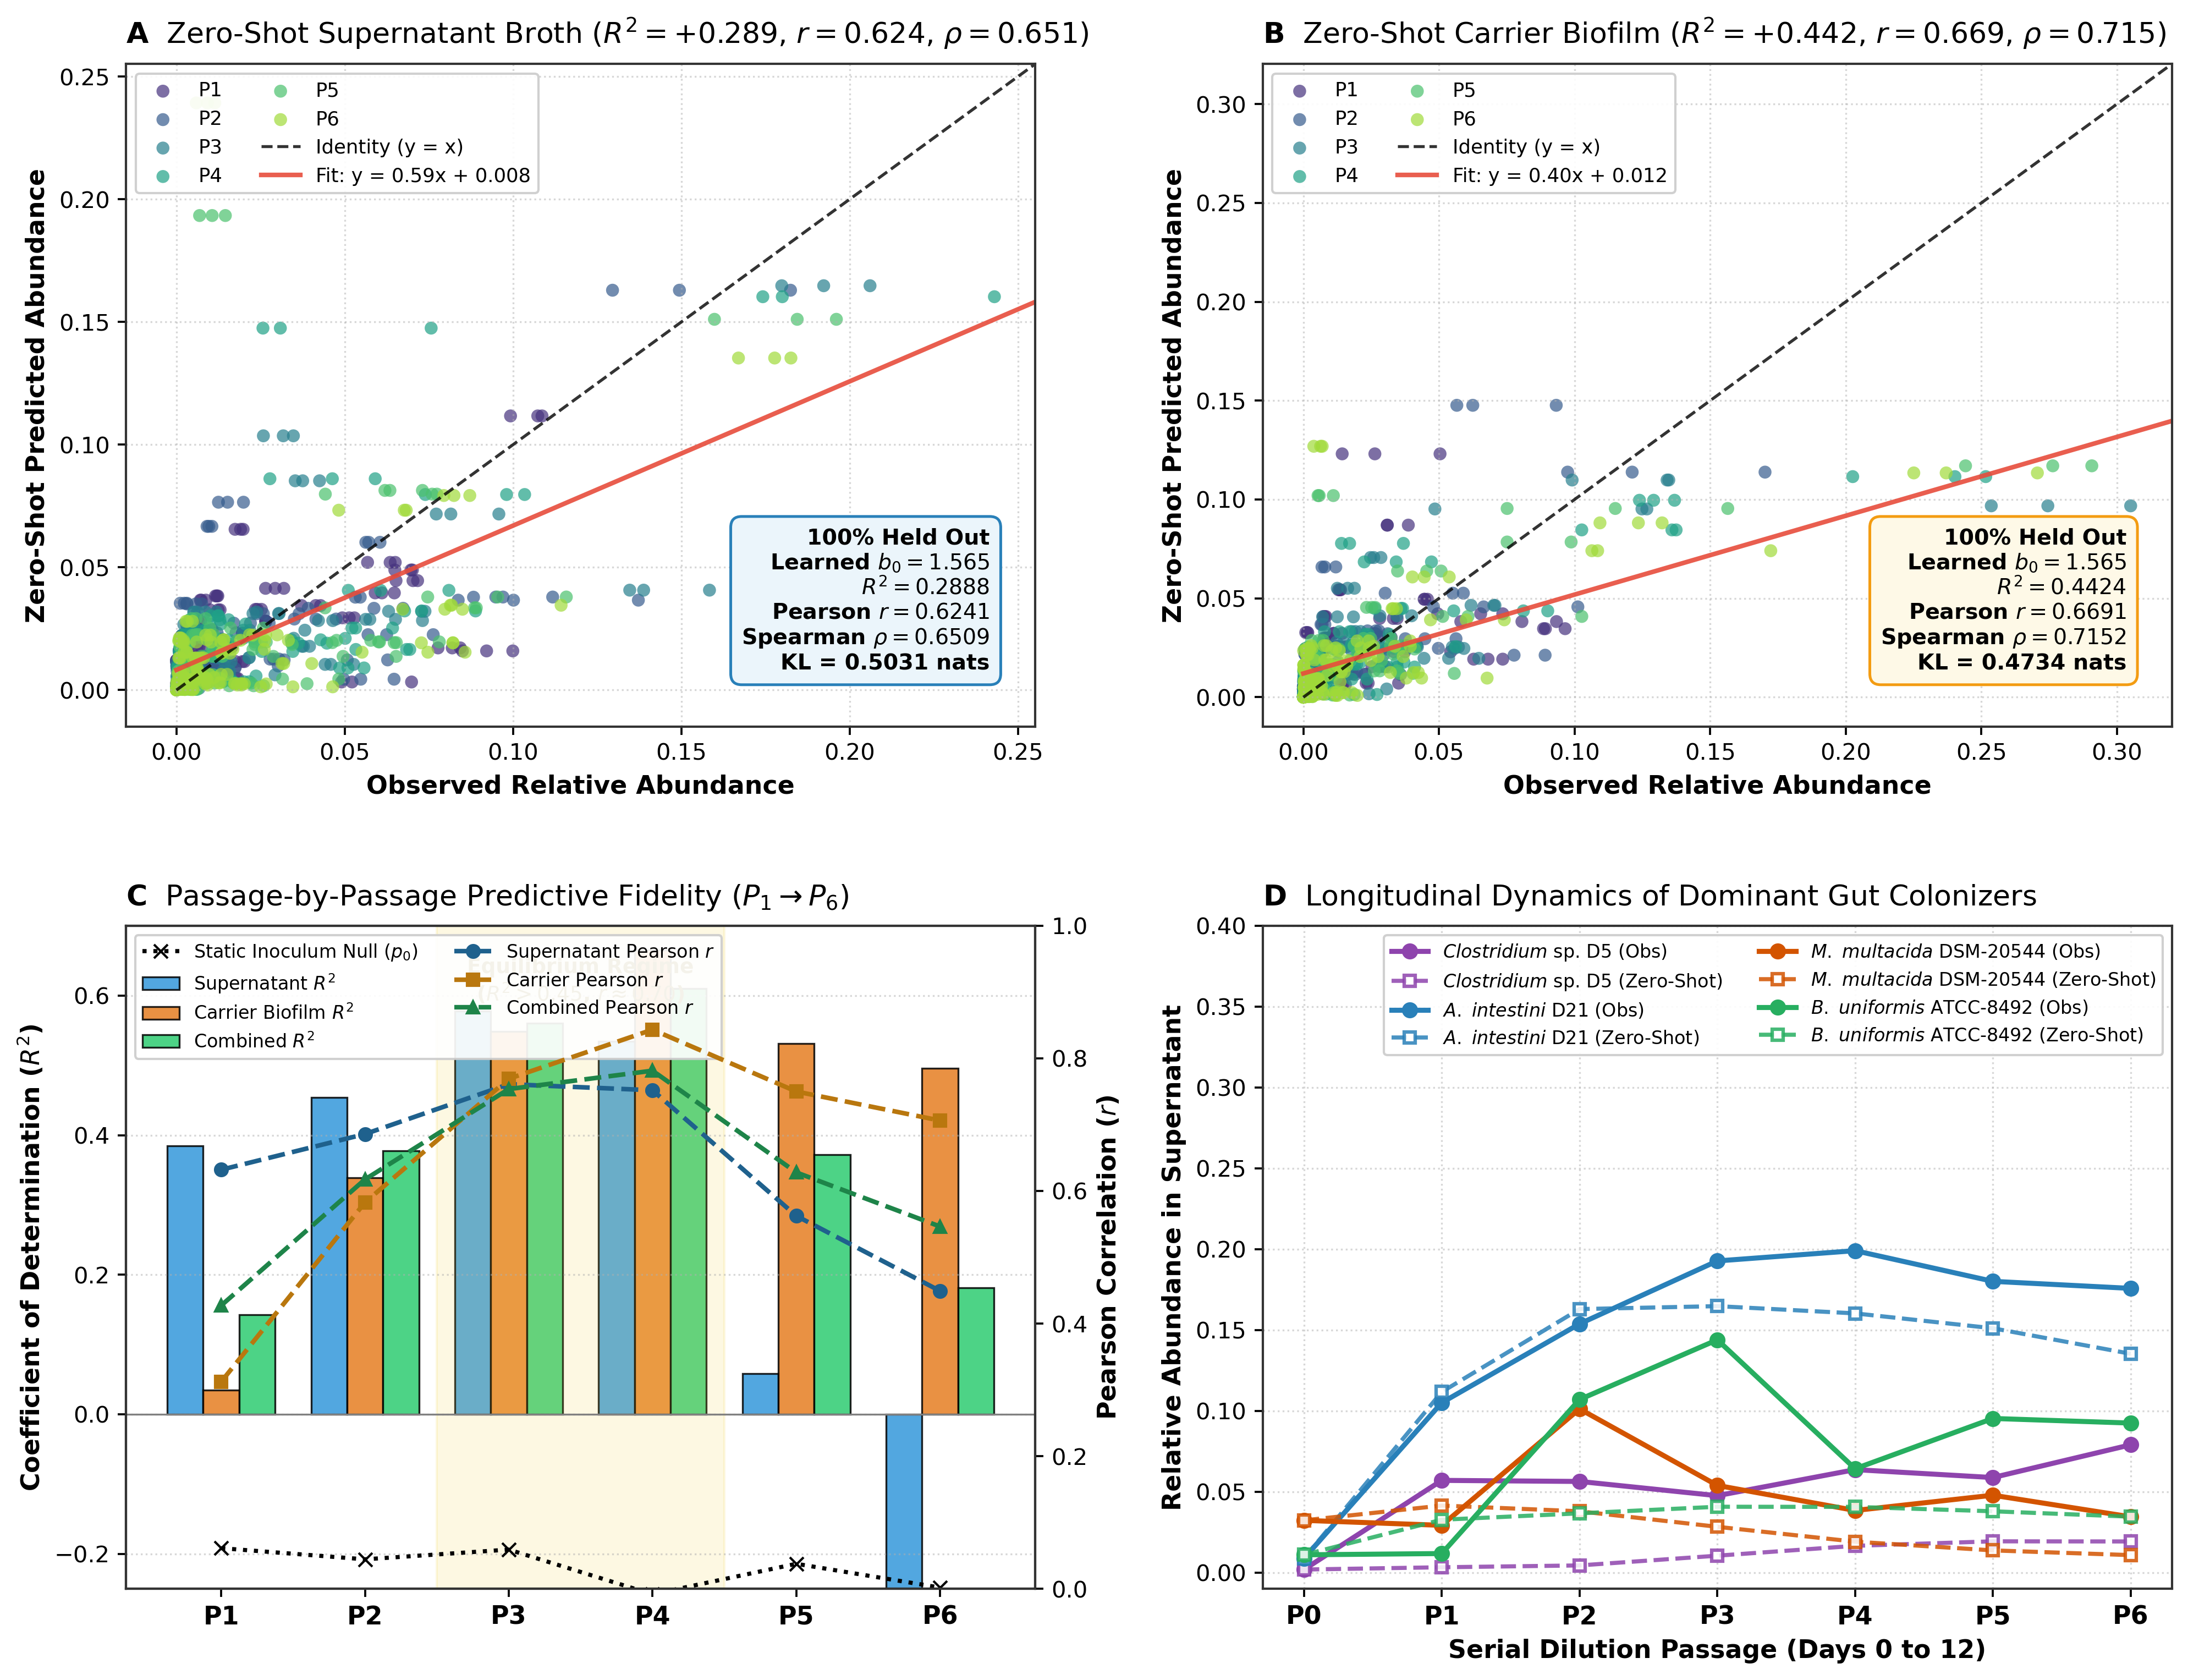 A Zero-Shot Supernatant Broth (R² = +0.289, r = 0.624, ρ = 0.651)
Zero-Shot Predicted Abundance
0.25
0.20
0.15
0.10
0.05
0.00
P1
P2
P3
P4
P5
P6
Identity (y = x)
Fit: y = 0.59x + 0.008
100% Held Out
Learned b₀ = 1.565
R² = 0.2888
Pearson r = 0.6241
Spearman ρ = 0.6509
KL = 0.5031 nats
0.00 0.05 0.10 0.15 0.20 0.25
Observed Relative Abundance
B Zero-Shot Carrier Biofilm (R² = +0.442, r = 0.669, ρ = 0.715)
Zero-Shot Predicted Abundance
0.30
0.25
0.20
0.15
0.10
0.05
0.00
P1
P2
P3
P4
P5
P6
Identity (y = x)
Fit: y = 0.40x + 0.012
100% Held Out
Learned b₀ = 1.565
R² = 0.4424
Pearson r = 0.6691
Spearman ρ = 0.7152
KL = 0.4734 nats
0.00 0.05 0.10 0.15 0.20 0.25 0.30
Observed Relative Abundance
C Passage-by-Passage Predictive Fidelity (P₁ → P₆)
Coefficient of Determination (R²)
0.6
0.4
0.2
0.0
−0.2
Static Inoculum Null (p₀)
Supernatant R²
Carrier Biofilm R²
Combined R²
Supernatant Pearson r
Carrier Pearson r
Combined Pearson r
Equilibrium Regime
1.0
0.8
0.6
0.4
0.2
0.0
Pearson Correlation (r)
P1 P2 P3 P4 P5 P6
D Longitudinal Dynamics of Dominant Gut Colonizers
Relative Abundance in Supernatant
0.40
0.35
0.30
0.25
0.20
0.15
0.10
0.05
0.00
Clostridium sp. D5 (Obs)
Clostridium sp. D5 (Zero-Shot)
A. intestini D21 (Obs)
A. intestini D21 (Zero-Shot)
M. multacida DSM-20544 (Obs)
M. multacida DSM-20544 (Zero-Shot)
B. uniformis ATCC-8492 (Obs)
B. uniformis ATCC-8492 (Zero-Shot)
P0 P1 P2 P3 P4 P5 P6
Serial Dilution Passage (Days 0 to 12)